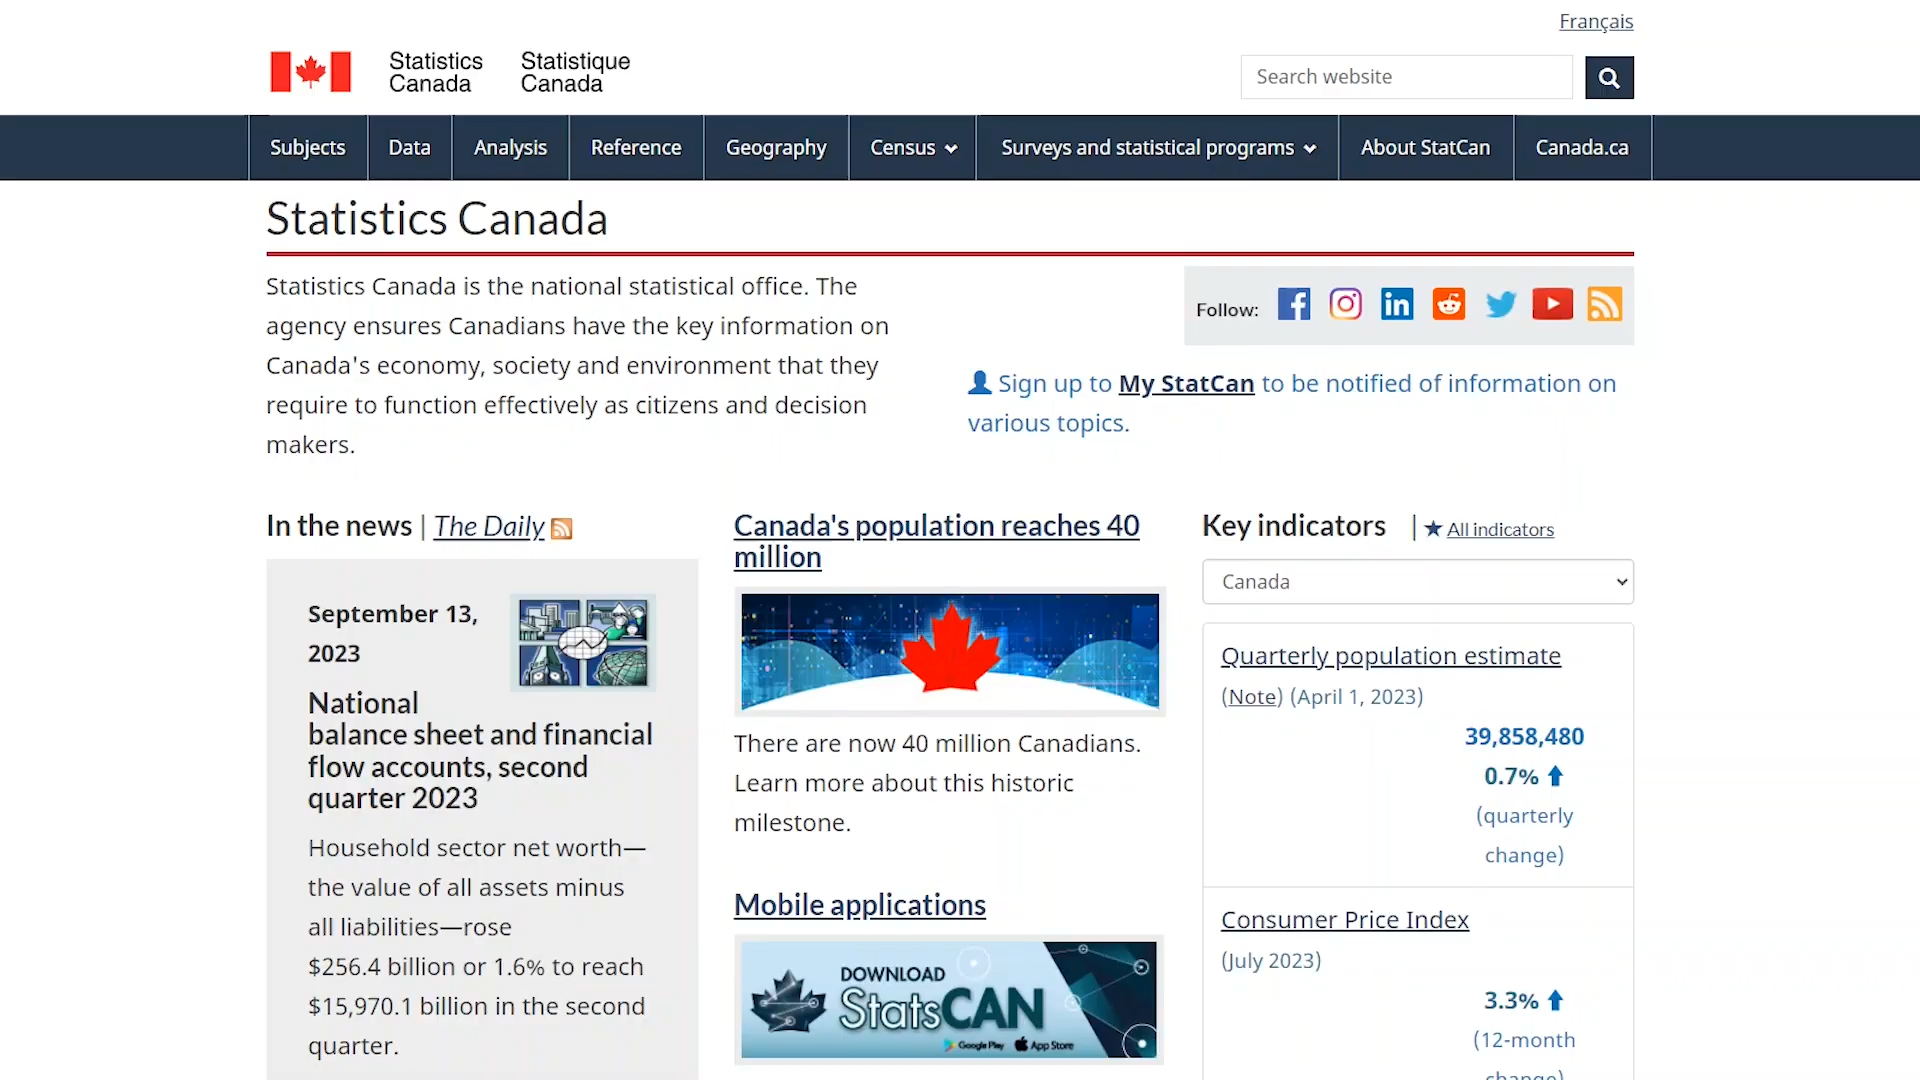 Français
Statistics Canada
Statistique Canada
Search website
Subjects
Data
Analysis
Reference
Geography
Census
Surveys and statistical programs
About StatCan
Canada.ca
Statistics Canada
Statistics Canada is the national statistical office. The
agency ensures Canadians have the key information on
Canada's economy, society and environment that they
require to function effectively as citizens and decision
makers.
Follow:
Sign up to My StatCan to be notified of information on
various topics.
In the news | The Daily
September 13,
2023
National
balance sheet and financial
flow accounts, second
quarter 2023
Household sector net worth—
the value of all assets minus
all liabilities—rose
$256.4 billion or 1.6% to reach
$15,970.1 billion in the second
quarter.
Canada's population reaches 40
million
There are now 40 million Canadians.
Learn more about this historic
milestone.
Mobile applications
DOWNLOAD
StatsCAN
Google Play App Store
Key indicators | All indicators
Canada
Quarterly population estimate
(Note) (April 1, 2023)
39,858,480
0.7%
(quarterly
change)
Consumer Price Index
(July 2023)
3.3%
(12-month
change)